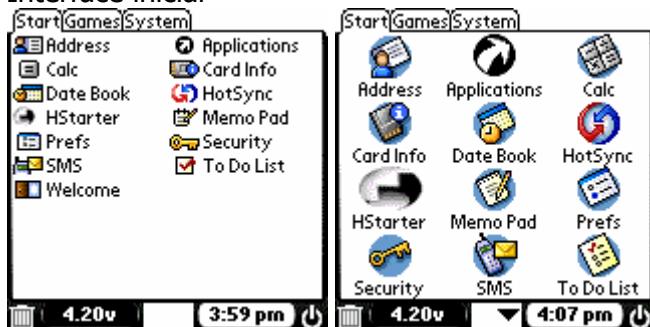 Interface inicial
Start Games System
Address Applications
Calc Card Info
Date Book HotSync
HStarter Memo Pad
Prefs Security
SMS To Do List
Welcome
4.20v 3:59 pm
Start Games System
Address Applications Calc
Card Info Date Book HotSync
HStarter Memo Pad Prefs
Security SMS To Do List
4.20v 4:07 pm